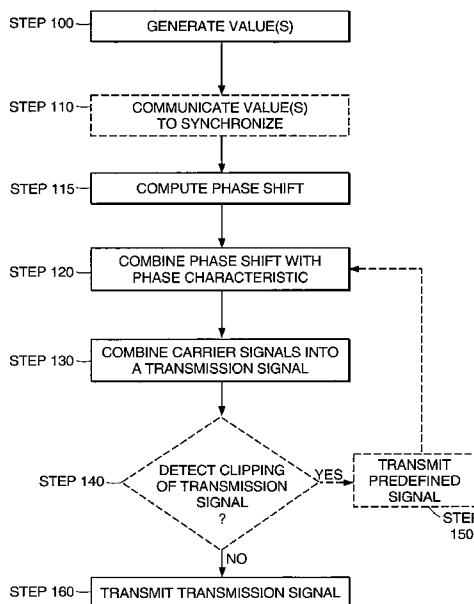 STEP 100
GENERATE VALUE(S)
STEP 110
COMMUNICATE VALUE(S)
TO SYNCHRONIZE
STEP 115
COMPUTE PHASE SHIFT
STEP 120
COMBINE PHASE SHIFT WITH
PHASE CHARACTERISTIC
STEP 130
COMBINE CARRIER SIGNALS INTO
A TRANSMISSION SIGNAL
STEP 140
DETECT CLIPPING
OF TRANSMISSION
SIGNAL
?
YES
TRANSMIT
PREDEFINED
SIGNAL
STEP
150
NO
STEP 160
TRANSMIT TRANSMISSION SIGNAL